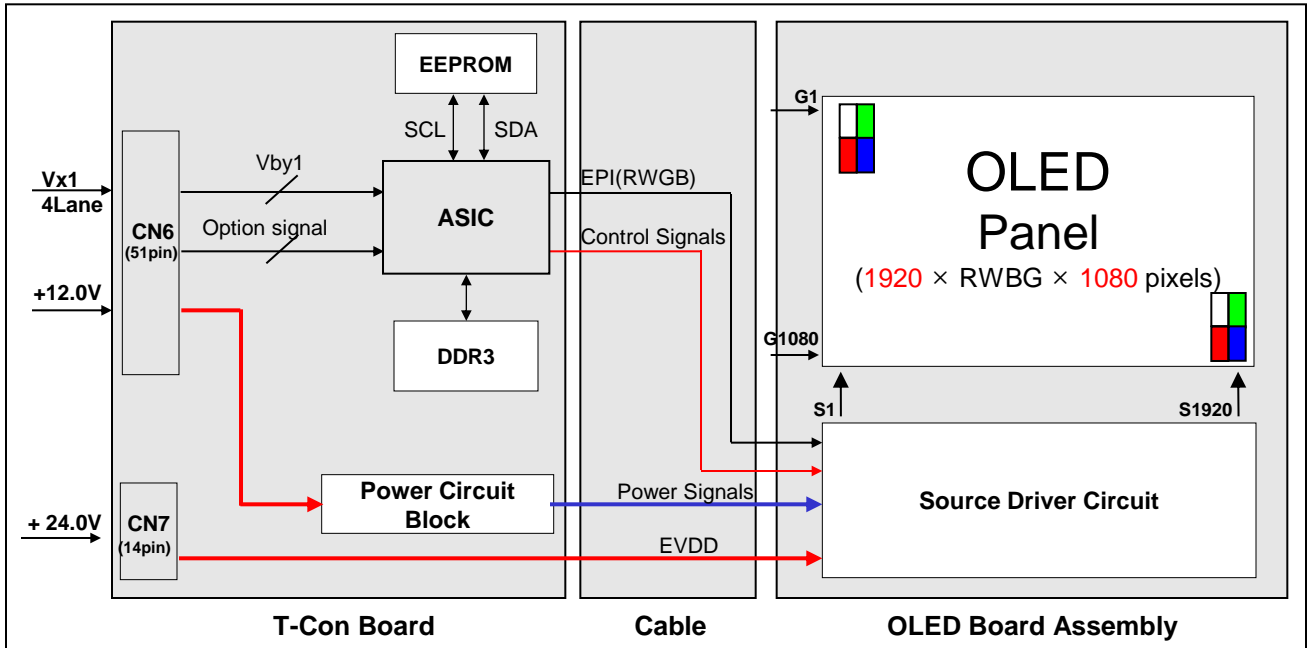 EEPROM
SCL
SDA
Vx1
4Lane
CN6
(51pin)
Vby1
Option signal
ASIC
+12.0V
DDR3
+ 24.0V
CN7
(14pin)
Power Circuit
Block
EPI(RWGB)
Control Signals
Power Signals
EVDD
G1
OLED
Panel
(1920 × RWBG × 1080 pixels)
G1080
S1
S1920
Source Driver Circuit
T-Con Board
Cable
OLED Board Assembly